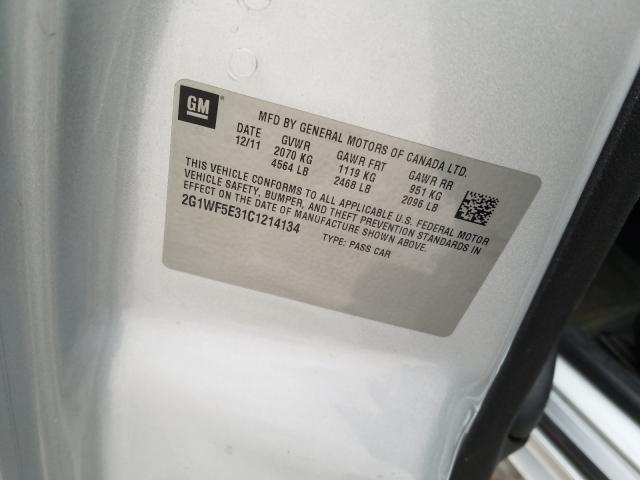 GM
MFD BY GENERAL MOTORS OF CANADA LTD.
DATE GVWR GAWR FRT GAWR RR
12/11 2070 KG 1119 KG 951 KG
4564 LB 2468 LB 2096 LB
THIS VEHICLE CONFORMS TO ALL APPLICABLE U.S. FEDERAL MOTOR
VEHICLE SAFETY, BUMPER, AND THEFT PREVENTION STANDARDS IN
EFFECT ON THE DATE OF MANUFACTURE SHOWN ABOVE.
2G1WF5E31C1214134 TYPE: PASS CAR